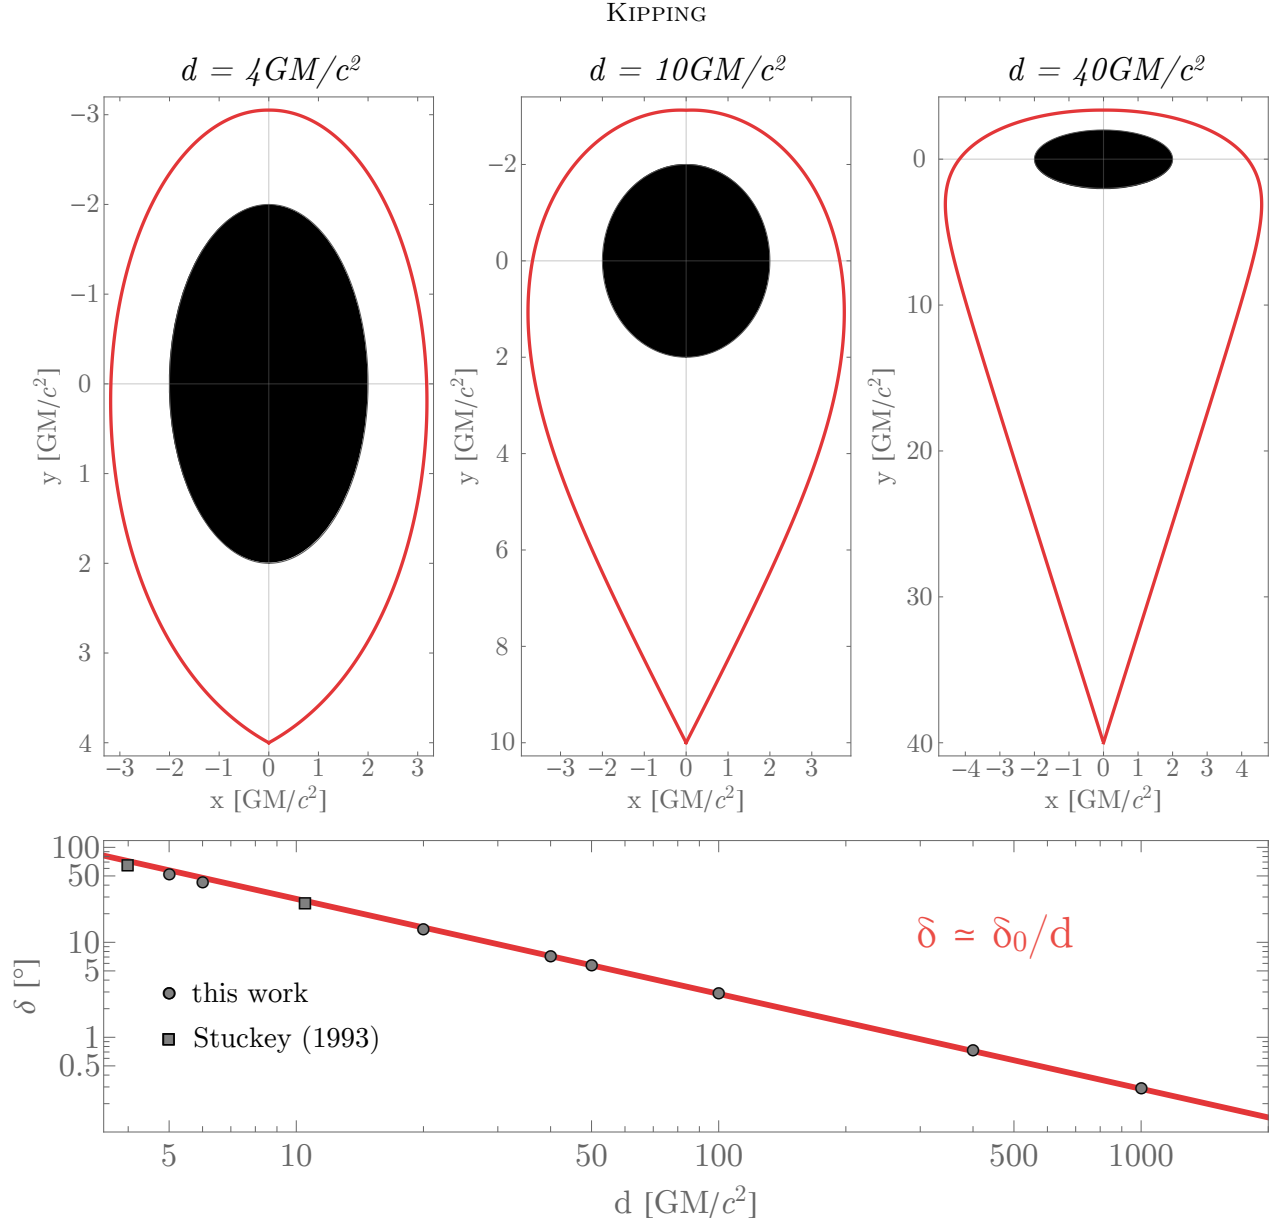 KIPPING
d = 4GM/c²
d = 10GM/c²
d = 40GM/c²
−3
−2
−1
0
1
2
3
4
y [GM/c²]
−3 −2 −1 0 1 2 3
x [GM/c²]
−2
0
2
4
6
8
10
y [GM/c²]
−3 −2 −1 0 1 2 3
x [GM/c²]
0
10
20
30
40
y [GM/c²]
−4 −3 −2 −1 0 1 2 3 4
x [GM/c²]
100
50
10
5
1
0.5
δ [°]
δ ≃ δ₀/d
this work
Stuckey (1993)
5 10 50 100 500 1000
d [GM/c²]